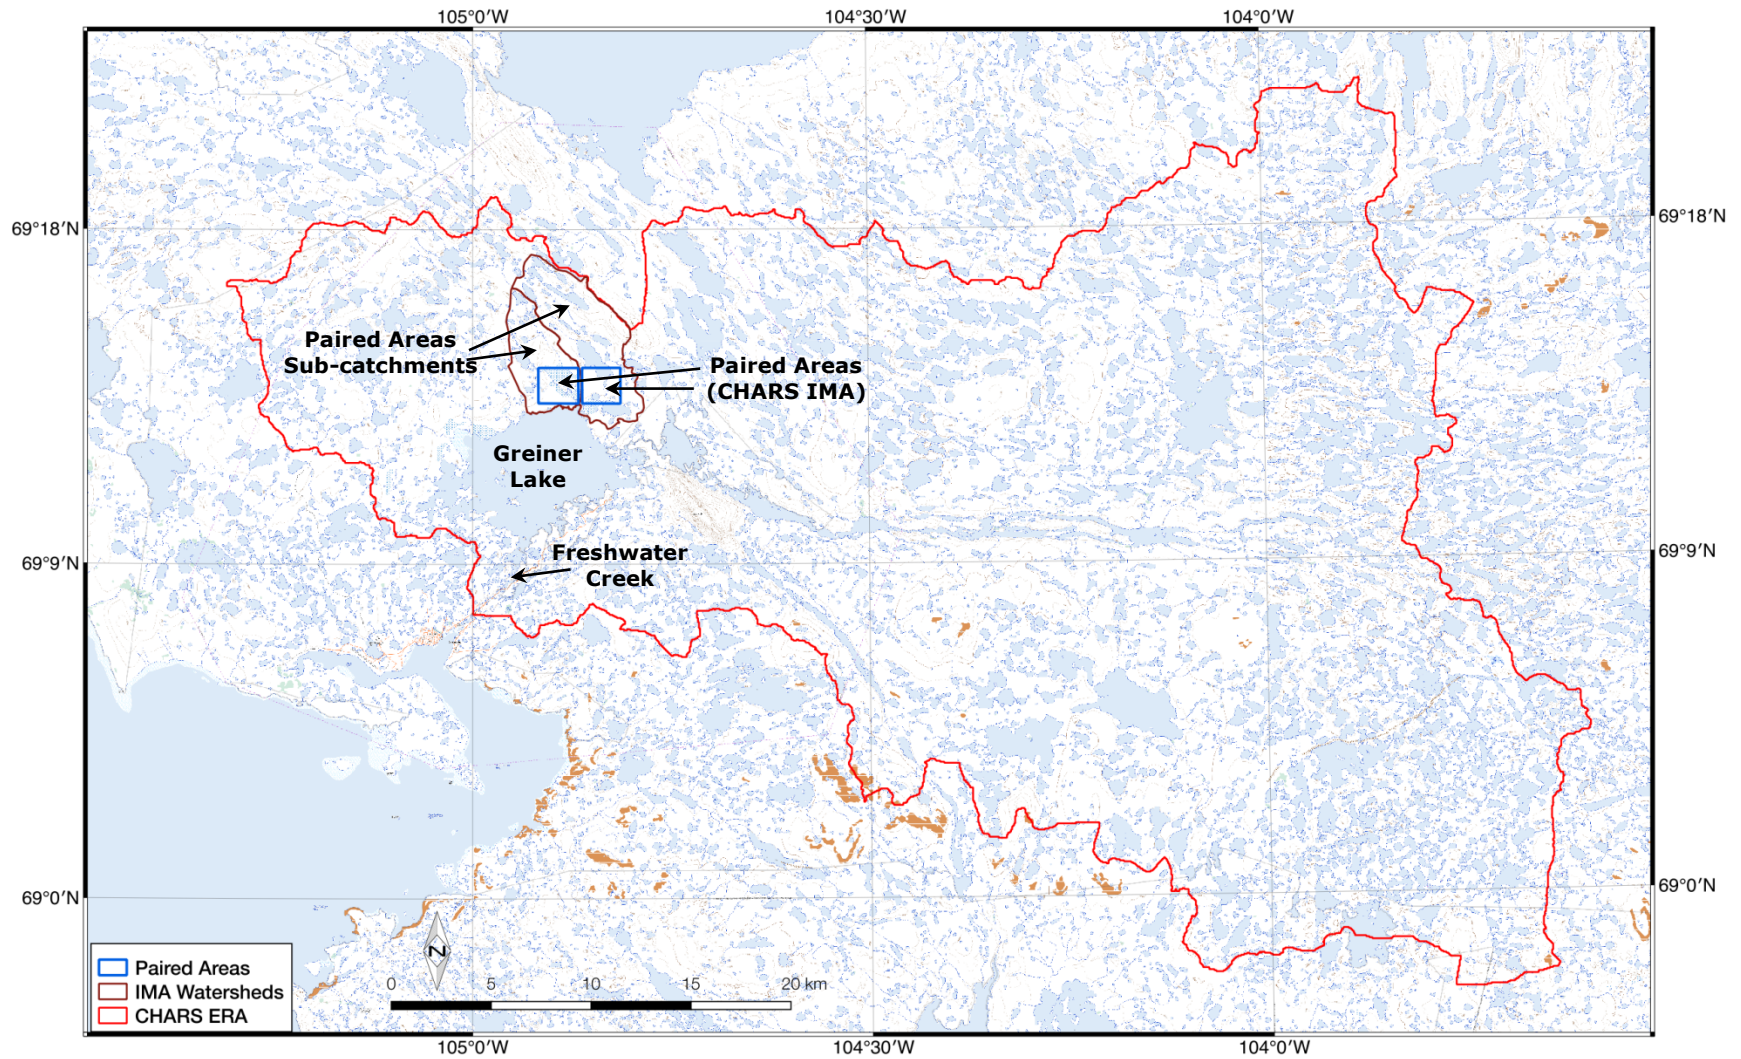 105°0′W
104°30′W
104°0′W
69°18′N
69°18′N
Paired Areas
Sub-catchments
Paired Areas
(CHARS IMA)
Greiner
Lake
Freshwater
Creek
69°9′N
69°9′N
69°0′N
69°0′N
Z
0 5 10 15 20 km
Paired Areas
IMA Watersheds
CHARS ERA
105°0′W
104°30′W
104°0′W